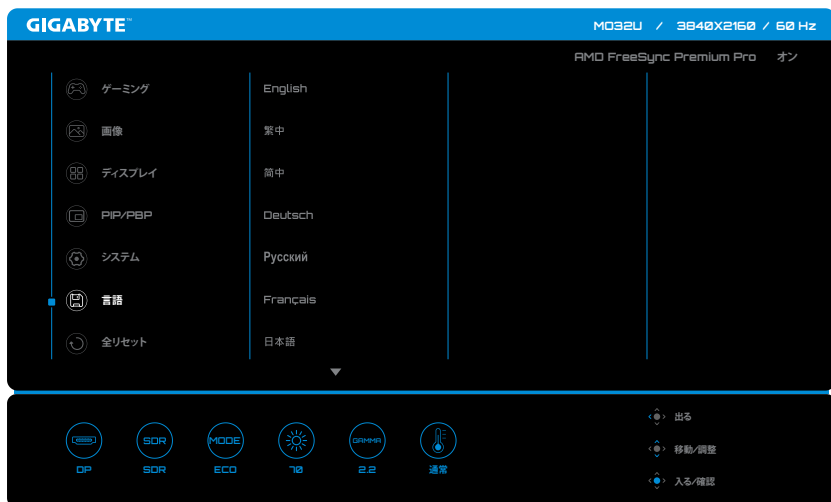 GIGABYTE™
MO32U / 3840X2160 / 60 Hz
AMD FreeSync Premium Pro オン
ゲーミング
画像
ディスプレイ
PIP/PBP
システム
言語
全リセット
English
繁中
简中
Deutsch
Русский
Français
日本語
DP
SDR
SDR
MODE
ECO
70
GAMMA
2.2
通常
出る
移動/調整
入る/確認